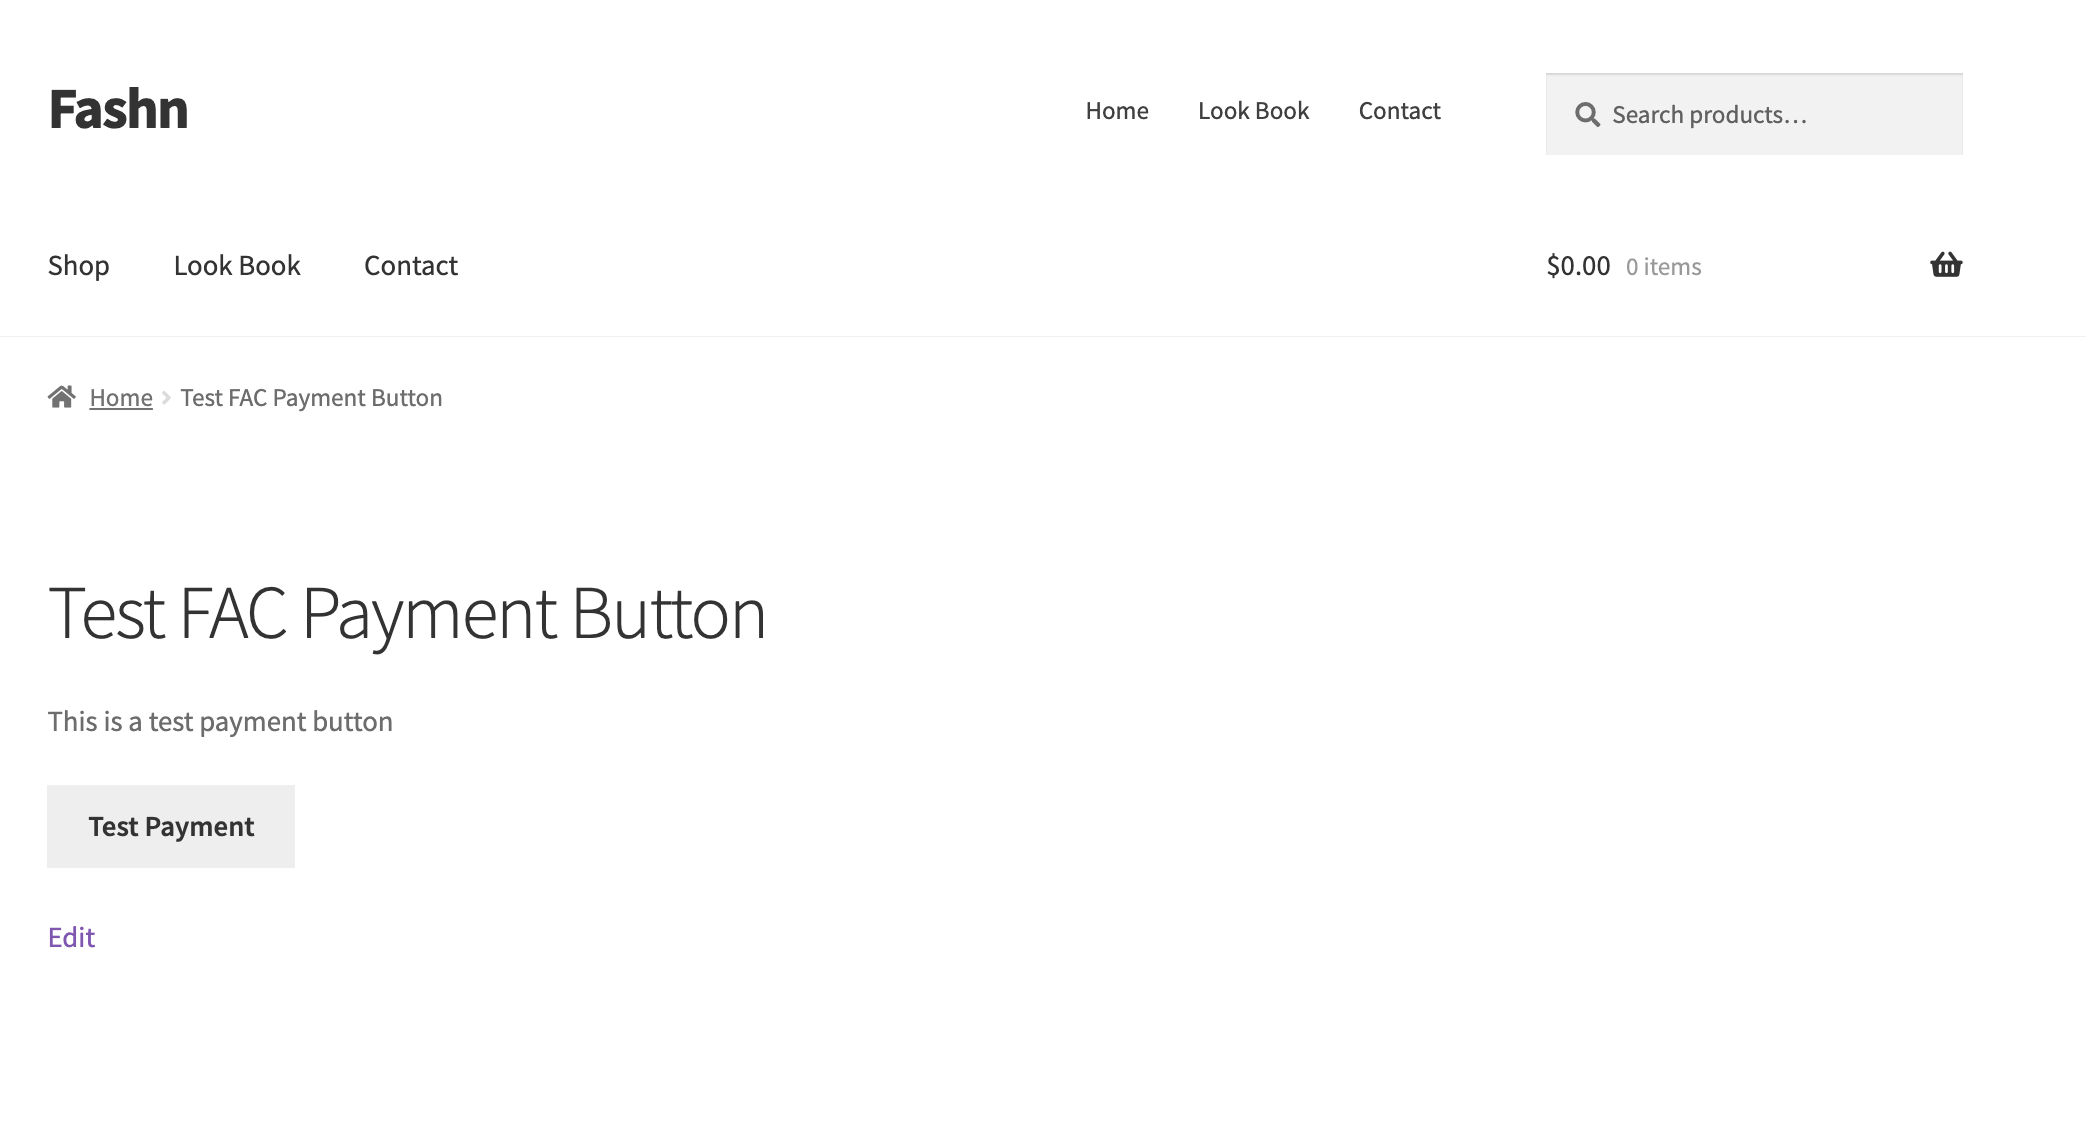 Fashn
Home Look Book Contact
Search products…
Shop Look Book Contact
$0.00 0 items
Home Test FAC Payment Button
Test FAC Payment Button
This is a test payment button
Test Payment
Edit